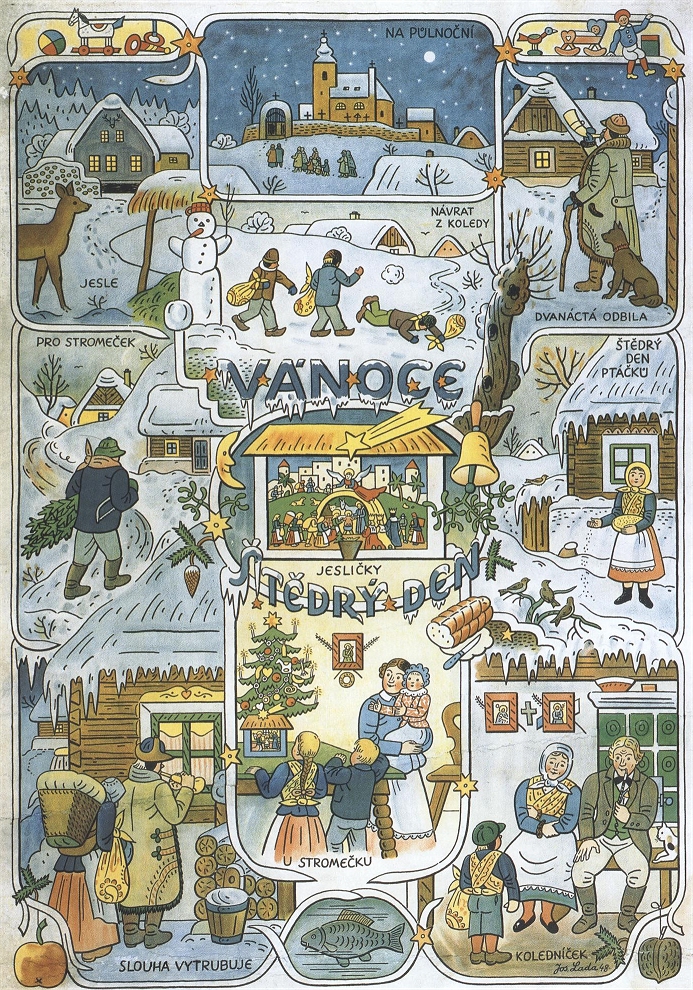 NA PŮLNOČNÍ
NÁVRAT
Z KOLEDY
JESLE
DVANÁCTÁ ODBILA
PRO STROMEČEK
ŠTĚDRÝ
DEN
PTÁČKŮ
VÁNOCE
JESLIČKY
ŠTĚDRÝ DEN
U STROMEČKU
SLOUHA VYTRUBUJE
KOLEDNÍČEK
Jos. Lada 48.